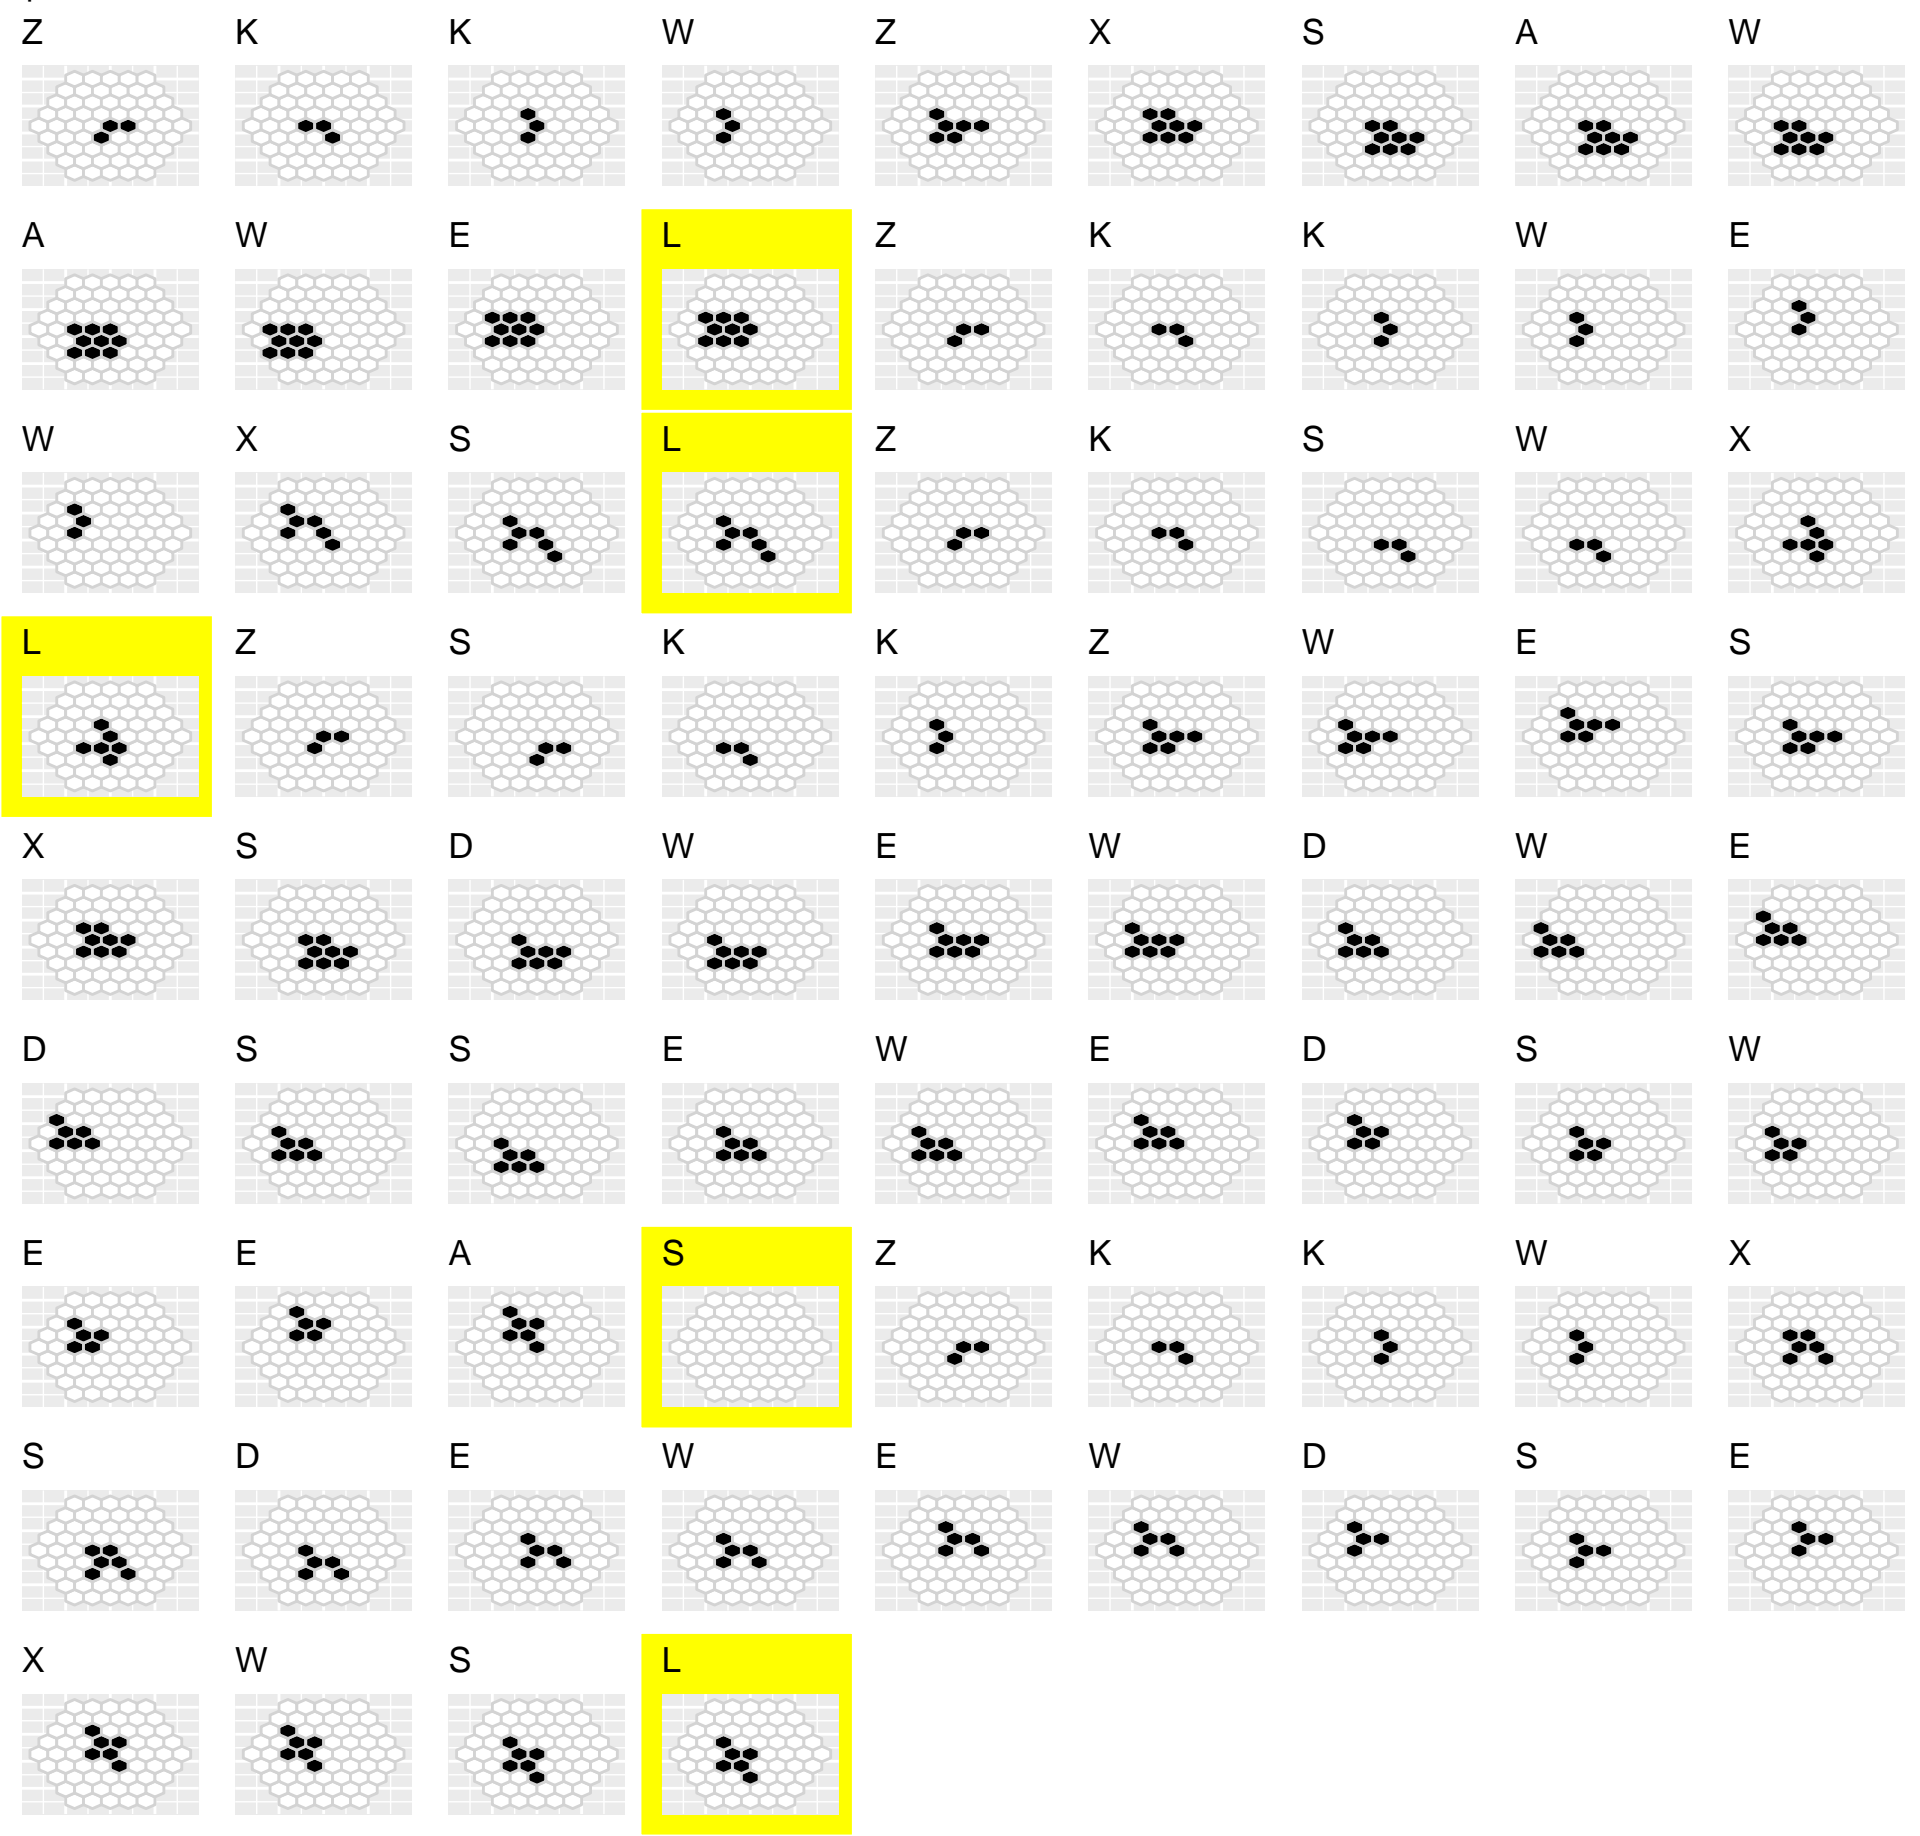 Z K K W Z X S A W
A W E L Z K K W E
W X S L Z K S W X
L Z S K K Z W E S
X S D W E W D W E
D S S E W E D S W
E E A S Z K K W X
S D E W E W D S E
X W S L